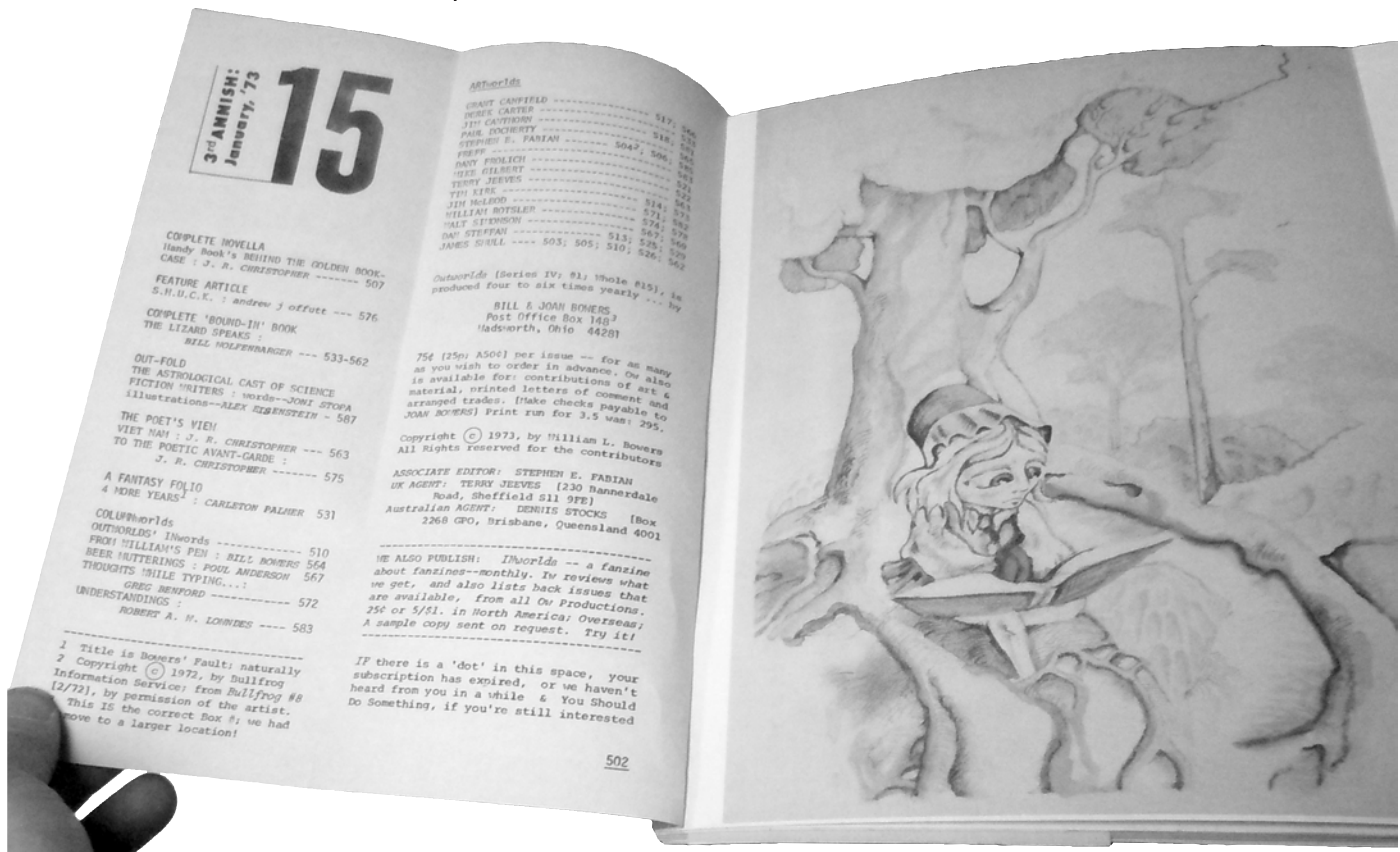 3rd ANNISH:
January, '73
15
COMPLETE NOVELLA
Handy Book's BEHIND THE GOLDEN BOOK-
CASE : J. R. CHRISTOPHER ------- 507
FEATURE ARTICLE
S.H.U.C.K. : andrew j offutt --- 576
COMPLETE 'BOUND-IN' BOOK
THE LIZARD SPEAKS :
BILL WOLFENBARGER --- 533-562
OUT-FOLD
THE ASTROLOGICAL CAST OF SCIENCE
FICTION WRITERS : words--JONI STOPA
illustrations--ALEX EISENSTEIN - 587
THE POET'S VIEW
VIET NAM : J. R. CHRISTOPHER --- 563
TO THE POETIC AVANT-GARDE :
J. R. CHRISTOPHER ------- 575
A FANTASY FOLIO
4 MORE YEARS¹ : CARLETON PALMER 531
COLUMNworlds
OUTWORLDS' INwords ----------- 510
FROM WILLIAM'S PEN : BILL BOWERS 564
BEER MUTTERINGS : POUL ANDERSON 567
THOUGHTS WHILE TYPING...:
GREG BENFORD ----------- 572
UNDERSTANDINGS :
ROBERT A. W. LOWNDES ---- 583
1 Title is Bowers' Fault; naturally
2 Copyright © 1972, by Bullfrog
Information Service; from Bullfrog #8
[2/72], by permission of the artist.
This IS the correct Box #; we had
move to a larger location!
ARTworlds
GRANT CANFIELD ------------- 517;
DEREK CARTER
JIM CAWTHORN
PAUL DOCHERTY
STEPHEN E. FABIAN ------ 504²; 506;
FREFF
DANY FROLICH
MIKE GILBERT
TERRY JEEVES
TIM KIRK
JIM McLEOD
WILLIAM ROTSLER
WALT SIMONSON
DAN STEFFAN ---------- 513; 525; 529
JAMES SHULL ---- 503; 505; 510; 526; 562
Outworlds [Series IV; #1; Whole #15], is
produced four to six times yearly ... by
BILL & JOAN BOWERS
Post Office Box 148³
Wadsworth, Ohio 44281
75¢ [25p; A50¢] per issue -- for as many
as you wish to order in advance. Ow also
is available for: contributions of art &
material, printed letters of comment and
arranged trades. [Make checks payable to
JOAN BOWERS] Print run for 3.5 was: 295.
Copyright © 1973, by William L. Bowers
All Rights reserved for the contributors
ASSOCIATE EDITOR: STEPHEN E. FABIAN
UK AGENT: TERRY JEEVES [230 Bannerdale
Road, Sheffield S11 9FE]
Australian AGENT: DENNIS STOCKS [Box
2268 GPO, Brisbane, Queensland 4001
WE ALSO PUBLISH: INworlds -- a fanzine
about fanzines--monthly. Iw reviews what
we get, and also lists back issues that
are available, from all Ow Productions.
25¢ or 5/$1. in North America; Overseas;
A sample copy sent on request. Try it!
IF there is a 'dot' in this space, your
subscription has expired, or we haven't
heard from you in a while & You Should
Do Something, if you're still interested
502